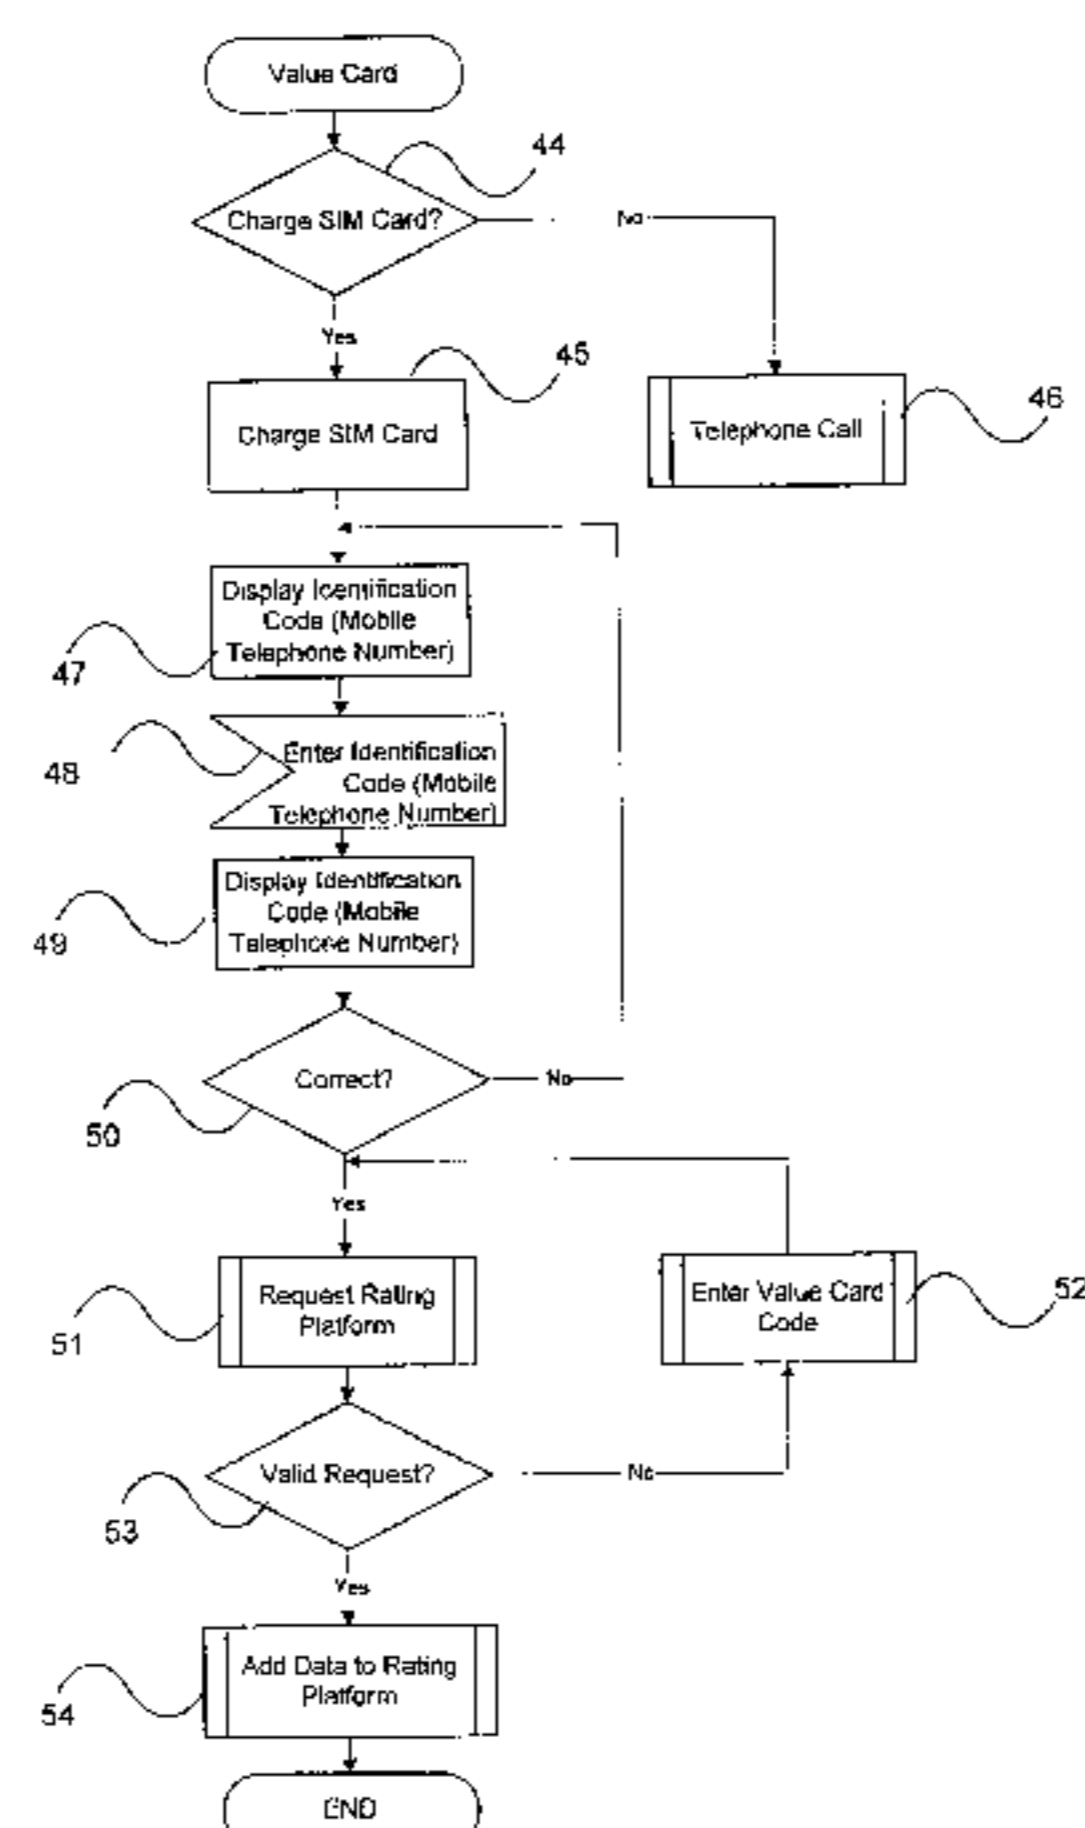 Value Card
44
Charge SIM Card?
No
Yes
45
Charge SIM Card
Telephone Call
46
Display Identification
Code (Mobile
Telephone Number)
47
48
Enter Identification
Code (Mobile
Telephone Number)
Display Identification
Code (Mobile
Telephone Number)
49
Correct?
No
50
Yes
Request Rating
Platform
51
Enter Value Card
Code
52
Valid Request?
No
53
Yes
Add Data to Rating
Platform
54
END